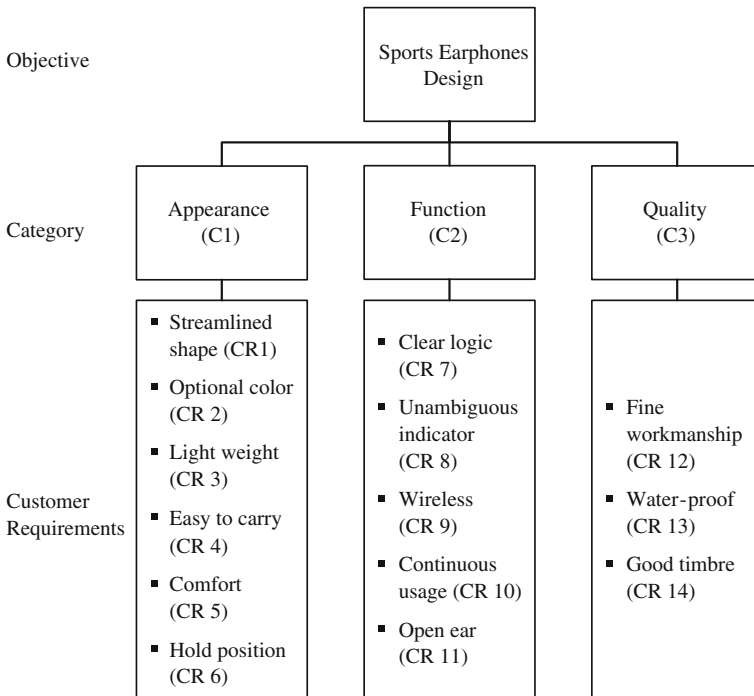 Objective
Sports Earphones
Design
Category
Appearance
(C1)
Function
(C2)
Quality
(C3)
Customer
Requirements
▪ Streamlined
shape (CR1)
▪ Optional color
(CR 2)
▪ Light weight
(CR 3)
▪ Easy to carry
(CR 4)
▪ Comfort
(CR 5)
▪ Hold position
(CR 6)
▪ Clear logic
(CR 7)
▪ Unambiguous
indicator
(CR 8)
▪ Wireless
(CR 9)
▪ Continuous
usage (CR 10)
▪ Open ear
(CR 11)
▪ Fine
workmanship
(CR 12)
▪ Water-proof
(CR 13)
▪ Good timbre
(CR 14)